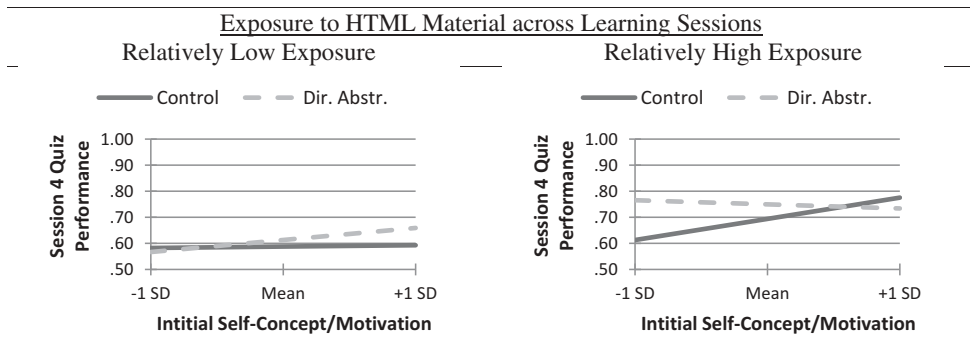 Exposure to HTML Material across Learning Sessions
Relatively Low Exposure
Control Dir. Abstr.
Session 4 Quiz
Performance
1.00
.90
.80
.70
.60
.50
-1 SD Mean +1 SD
Intitial Self-Concept/Motivation
Relatively High Exposure
Control Dir. Abstr.
Session 4 Quiz
Performance
1.00
.90
.80
.70
.60
.50
-1 SD Mean +1 SD
Intitial Self-Concept/Motivation